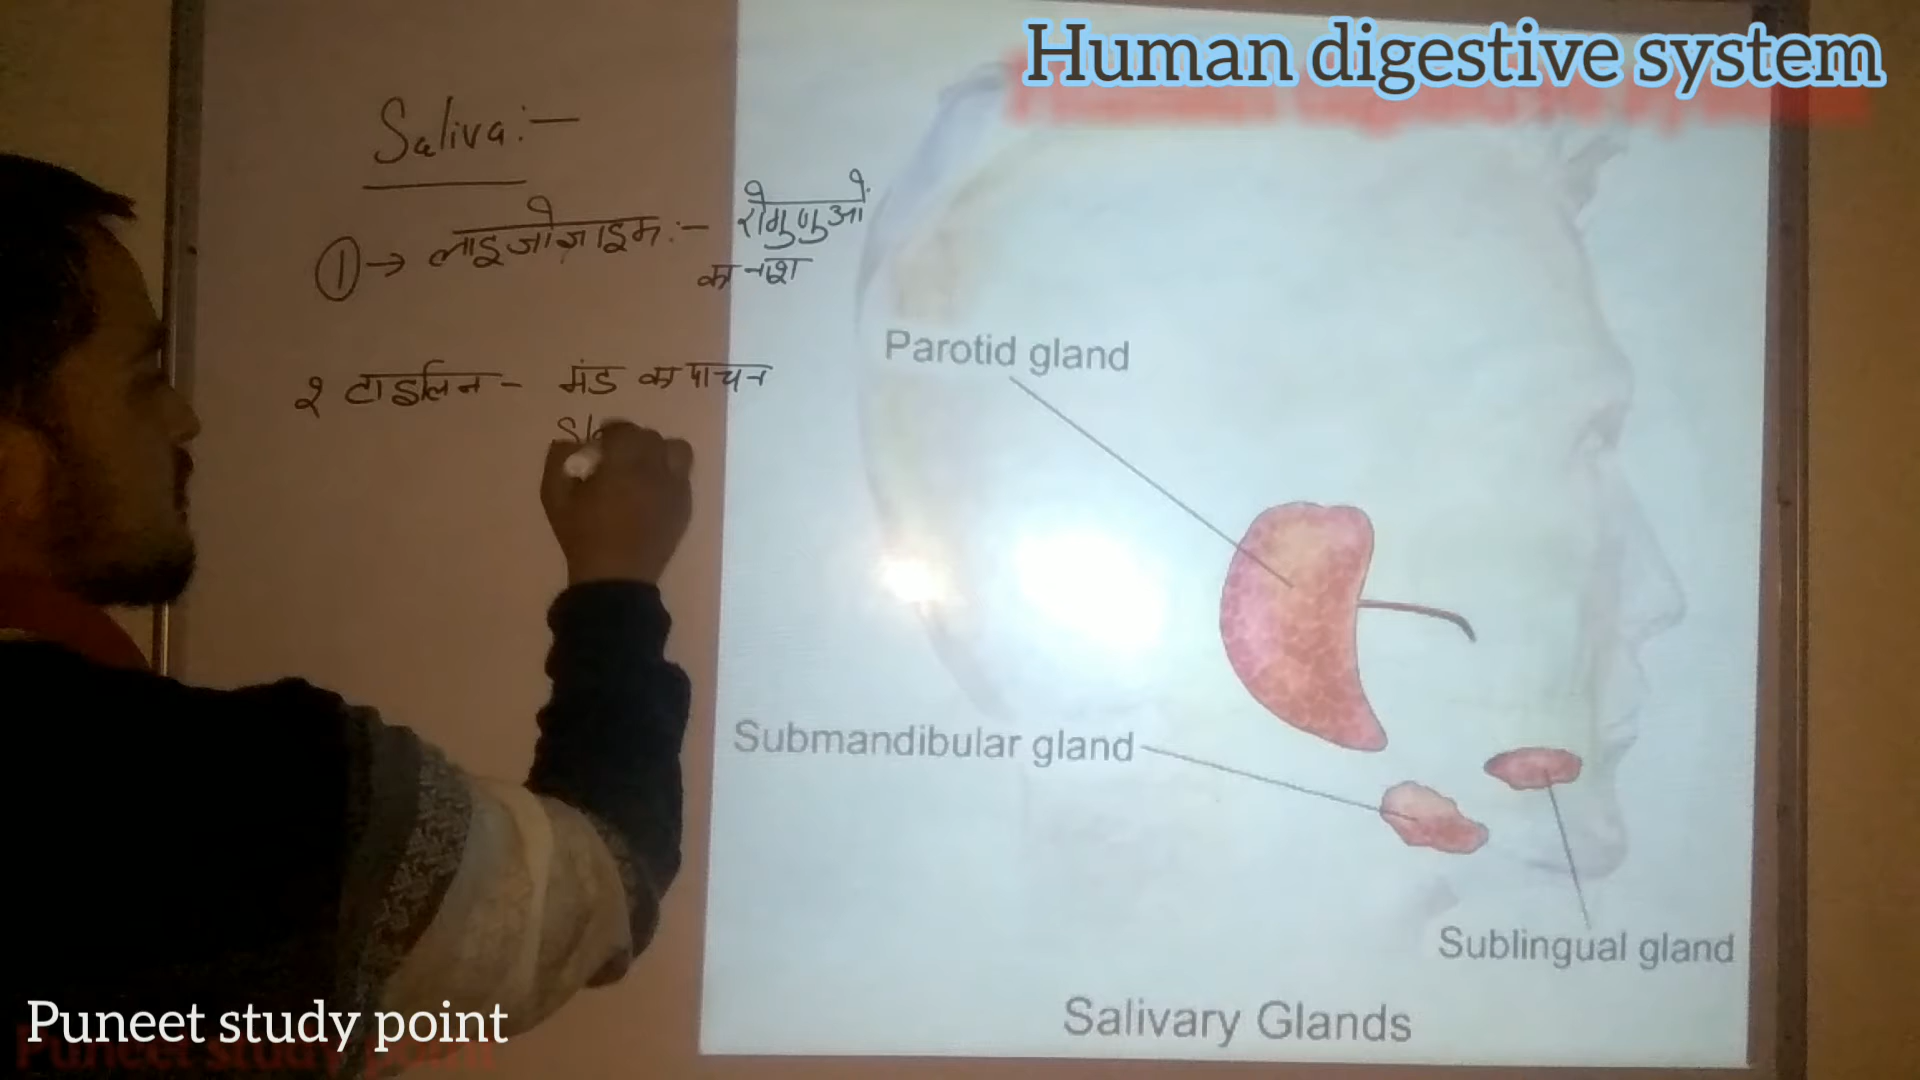 Human digestive system
Saliva:-
① → लाइजोज़ाइम:- रोगुणुओं
का नाश
२ टाइलिन - मंड का पाचन
Parotid gland
Submandibular gland
Sublingual gland
Salivary Glands
Puneet study point